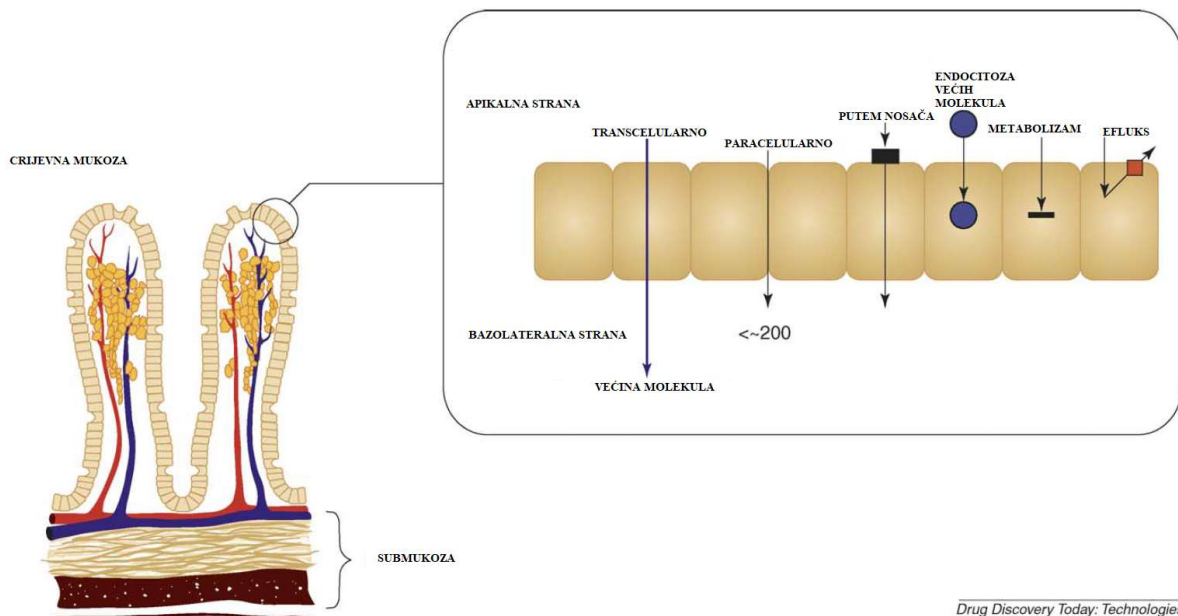 CRIJEVNA MUKOZA
APIKALNA STRANA
TRANSCELULARNO
PARACELULARNO
PUTEM NOSAČA
ENDOCITOZA
VEĆIH
MOLEKULA
METABOLIZAM
EFLUKS
BAZOLATERALNA STRANA
<~200
VEĆINA MOLEKULA
SUBMUKOZA
Drug Discovery Today: Technologies